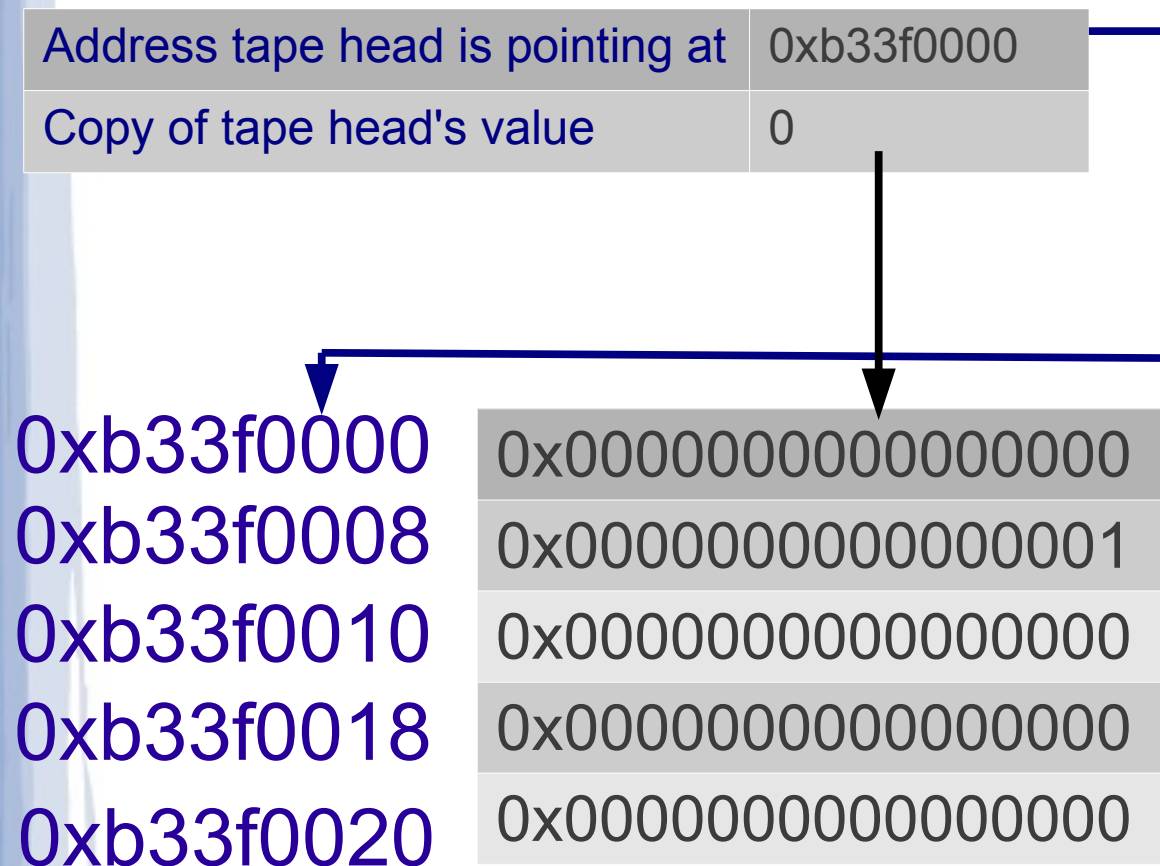 Address tape head is pointing at 0xb33f0000
Copy of tape head's value 0
0xb33f0000 0x0000000000000000
0xb33f0008 0x0000000000000001
0xb33f0010 0x0000000000000000
0xb33f0018 0x0000000000000000
0xb33f0020 0x0000000000000000